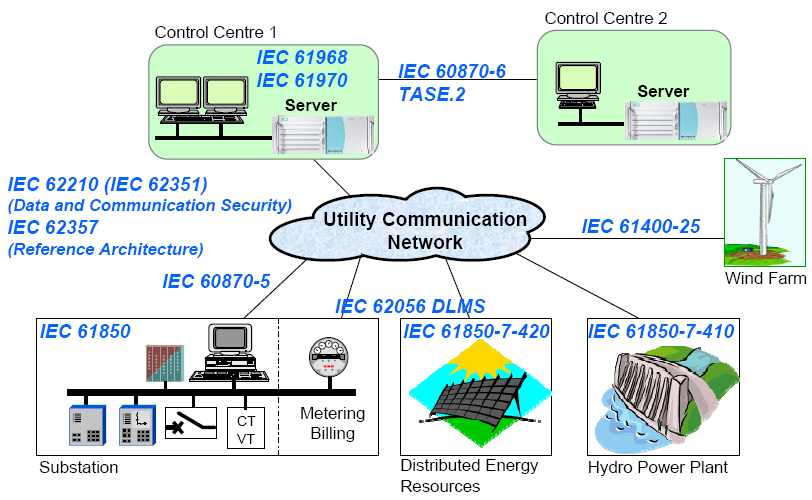 Control Centre 1
Control Centre 2
IEC 61968
IEC 61970
Server
IEC 60870-6
TASE.2
Server
IEC 62210 (IEC 62351)
(Data and Communication Security)
IEC 62357
(Reference Architecture)
Utility Communication
Network
IEC 61400-25
Wind Farm
IEC 60870-5
IEC 62056 DLMS
IEC 61850
IEC 61850-7-420
IEC 61850-7-410
CT
VT
Metering
Billing
Substation
Distributed Energy
Resources
Hydro Power Plant